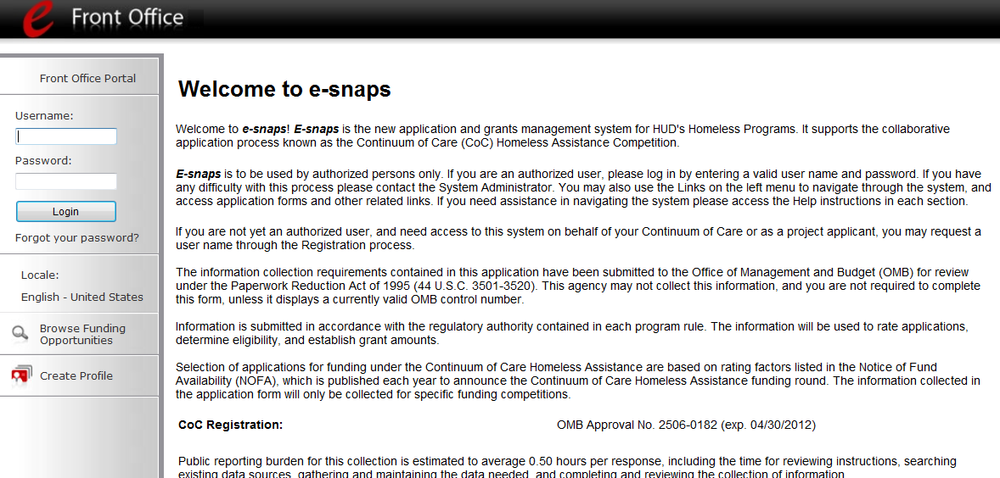 e Front Office
Front Office Portal
Username:
Password:
Login
Forgot your password?
Locale:
English - United States
Browse Funding
Opportunities
Create Profile
Welcome to e-snaps
Welcome to e-snaps! E-snaps is the new application and grants management system for HUD's Homeless Programs. It supports the collaborative
application process known as the Continuum of Care (CoC) Homeless Assistance Competition.
E-snaps is to be used by authorized persons only. If you are an authorized user, please log in by entering a valid user name and password. If you have
any difficulty with this process please contact the System Administrator. You may also use the Links on the left menu to navigate through the system, and
access application forms and other related links. If you need assistance in navigating the system please access the Help instructions in each section.
If you are not yet an authorized user, and need access to this system on behalf of your Continuum of Care or as a project applicant, you may request a
user name through the Registration process.
The information collection requirements contained in this application have been submitted to the Office of Management and Budget (OMB) for review
under the Paperwork Reduction Act of 1995 (44 U.S.C. 3501-3520). This agency may not collect this information, and you are not required to complete
this form, unless it displays a currently valid OMB control number.
Information is submitted in accordance with the regulatory authority contained in each program rule. The information will be used to rate applications,
determine eligibility, and establish grant amounts.
Selection of applications for funding under the Continuum of Care Homeless Assistance are based on rating factors listed in the Notice of Fund
Availability (NOFA), which is published each year to announce the Continuum of Care Homeless Assistance funding round. The information collected in
the application form will only be collected for specific funding competitions.
CoC Registration: OMB Approval No. 2506-0182 (exp. 04/30/2012)
Public reporting burden for this collection is estimated to average 0.50 hours per response, including the time for reviewing instructions, searching
existing data sources, gathering and maintaining the data needed, and completing and reviewing the collection of information.